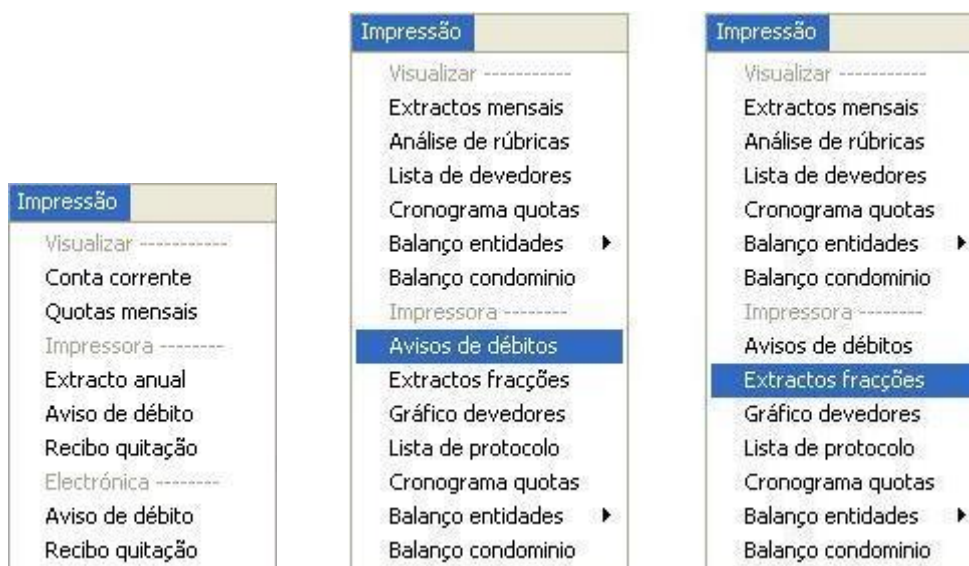 Impressão
Visualizar -----------
Conta corrente
Quotas mensais
Impressora --------
Extracto anual
Aviso de débito
Recibo quitação
Electrónica --------
Aviso de débito
Recibo quitação
Impressão
Visualizar -----------
Extractos mensais
Análise de rúbricas
Lista de devedores
Cronograma quotas
Balanço entidades
Balanço condominio
Impressora --------
Avisos de débitos
Extractos fracções
Gráfico devedores
Lista de protocolo
Cronograma quotas
Balanço entidades
Balanço condominio
Impressão
Visualizar -----------
Extractos mensais
Análise de rúbricas
Lista de devedores
Cronograma quotas
Balanço entidades
Balanço condominio
Impressora --------
Avisos de débitos
Extractos fracções
Gráfico devedores
Lista de protocolo
Cronograma quotas
Balanço entidades
Balanço condominio